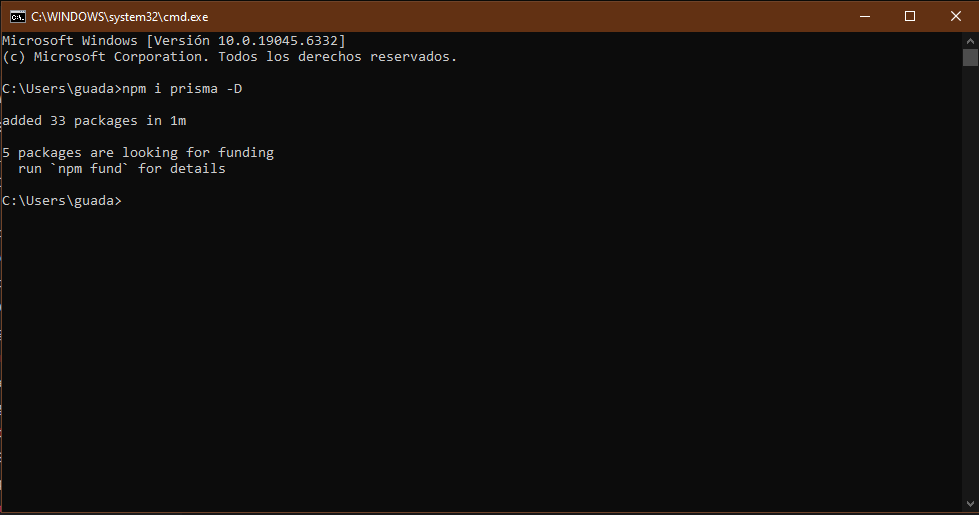 C:\WINDOWS\system32\cmd.exe
Microsoft Windows [Versión 10.0.19045.6332]
(c) Microsoft Corporation. Todos los derechos reservados.
C:\Users\guada>npm i prisma -D
added 33 packages in 1m
5 packages are looking for funding
  run `npm fund` for details
C:\Users\guada>